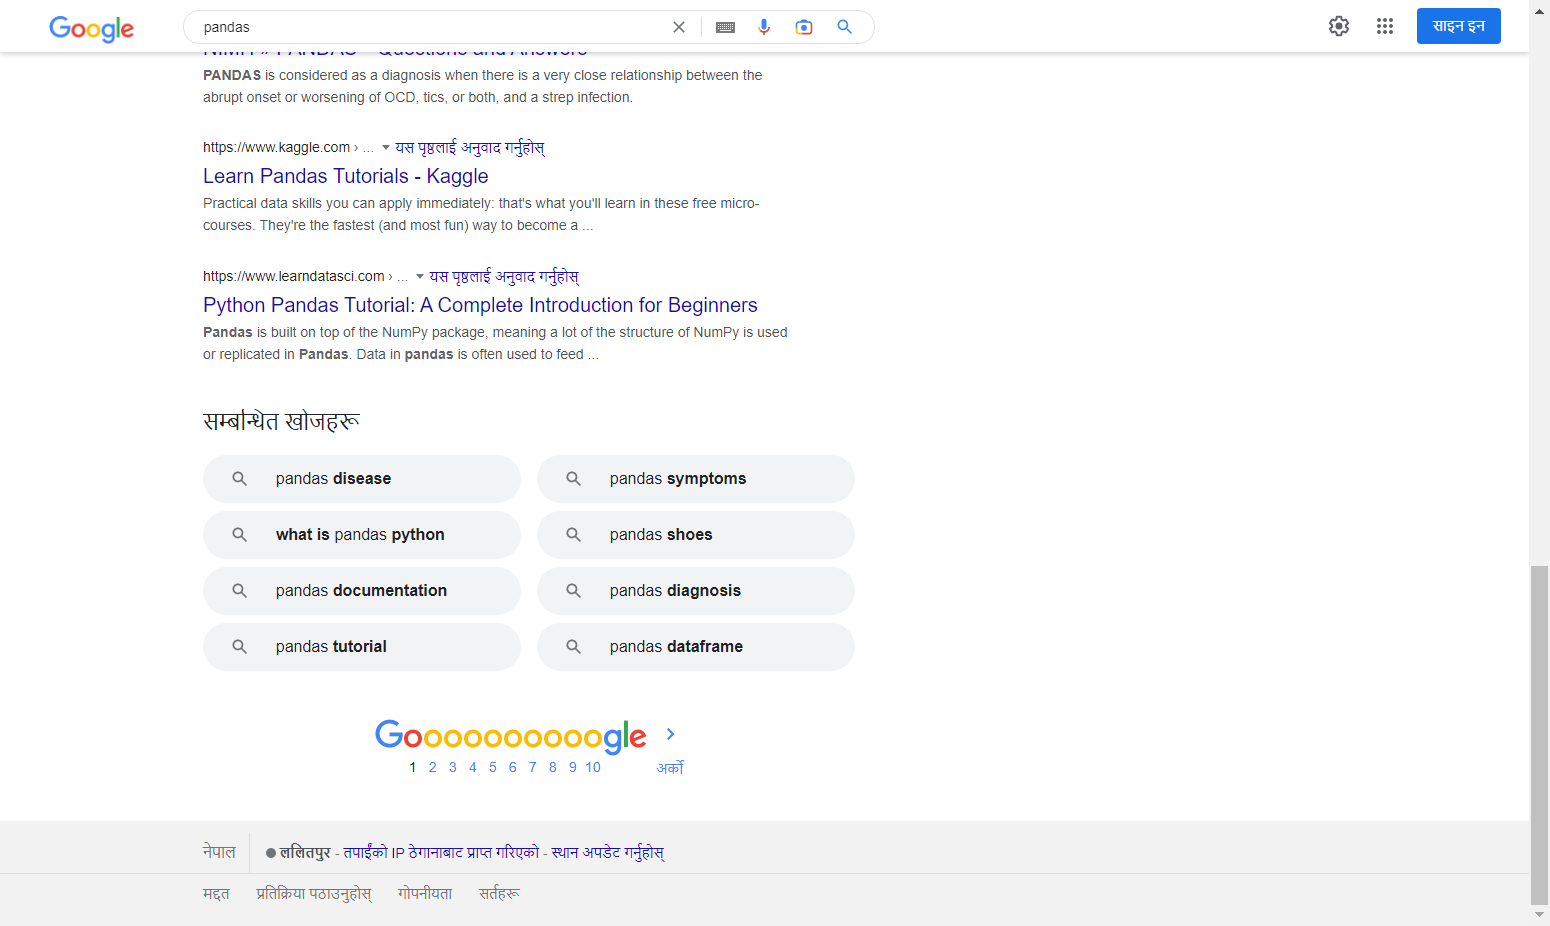 Google
pandas
साइन इन
NIMH » PANDAS - Questions and Answers
PANDAS is considered as a diagnosis when there is a very close relationship between the
abrupt onset or worsening of OCD, tics, or both, and a strep infection.
https://www.kaggle.com › ... यस पृष्ठलाई अनुवाद गर्नुहोस्
Learn Pandas Tutorials - Kaggle
Practical data skills you can apply immediately: that's what you'll learn in these free micro-
courses. They're the fastest (and most fun) way to become a ...
https://www.learndatasci.com › ... यस पृष्ठलाई अनुवाद गर्नुहोस्
Python Pandas Tutorial: A Complete Introduction for Beginners
Pandas is built on top of the NumPy package, meaning a lot of the structure of NumPy is used
or replicated in Pandas. Data in pandas is often used to feed ...
सम्बन्धित खोजहरू
pandas disease
pandas symptoms
what is pandas python
pandas shoes
pandas documentation
pandas diagnosis
pandas tutorial
pandas dataframe
Goooooooooogle
1 2 3 4 5 6 7 8 9 10 अर्को
नेपाल ललितपुर - तपाईंको IP ठेगानाबाट प्राप्त गरिएको - स्थान अपडेट गर्नुहोस्
मद्दत प्रतिक्रिया पठाउनुहोस् गोपनीयता सर्तहरू